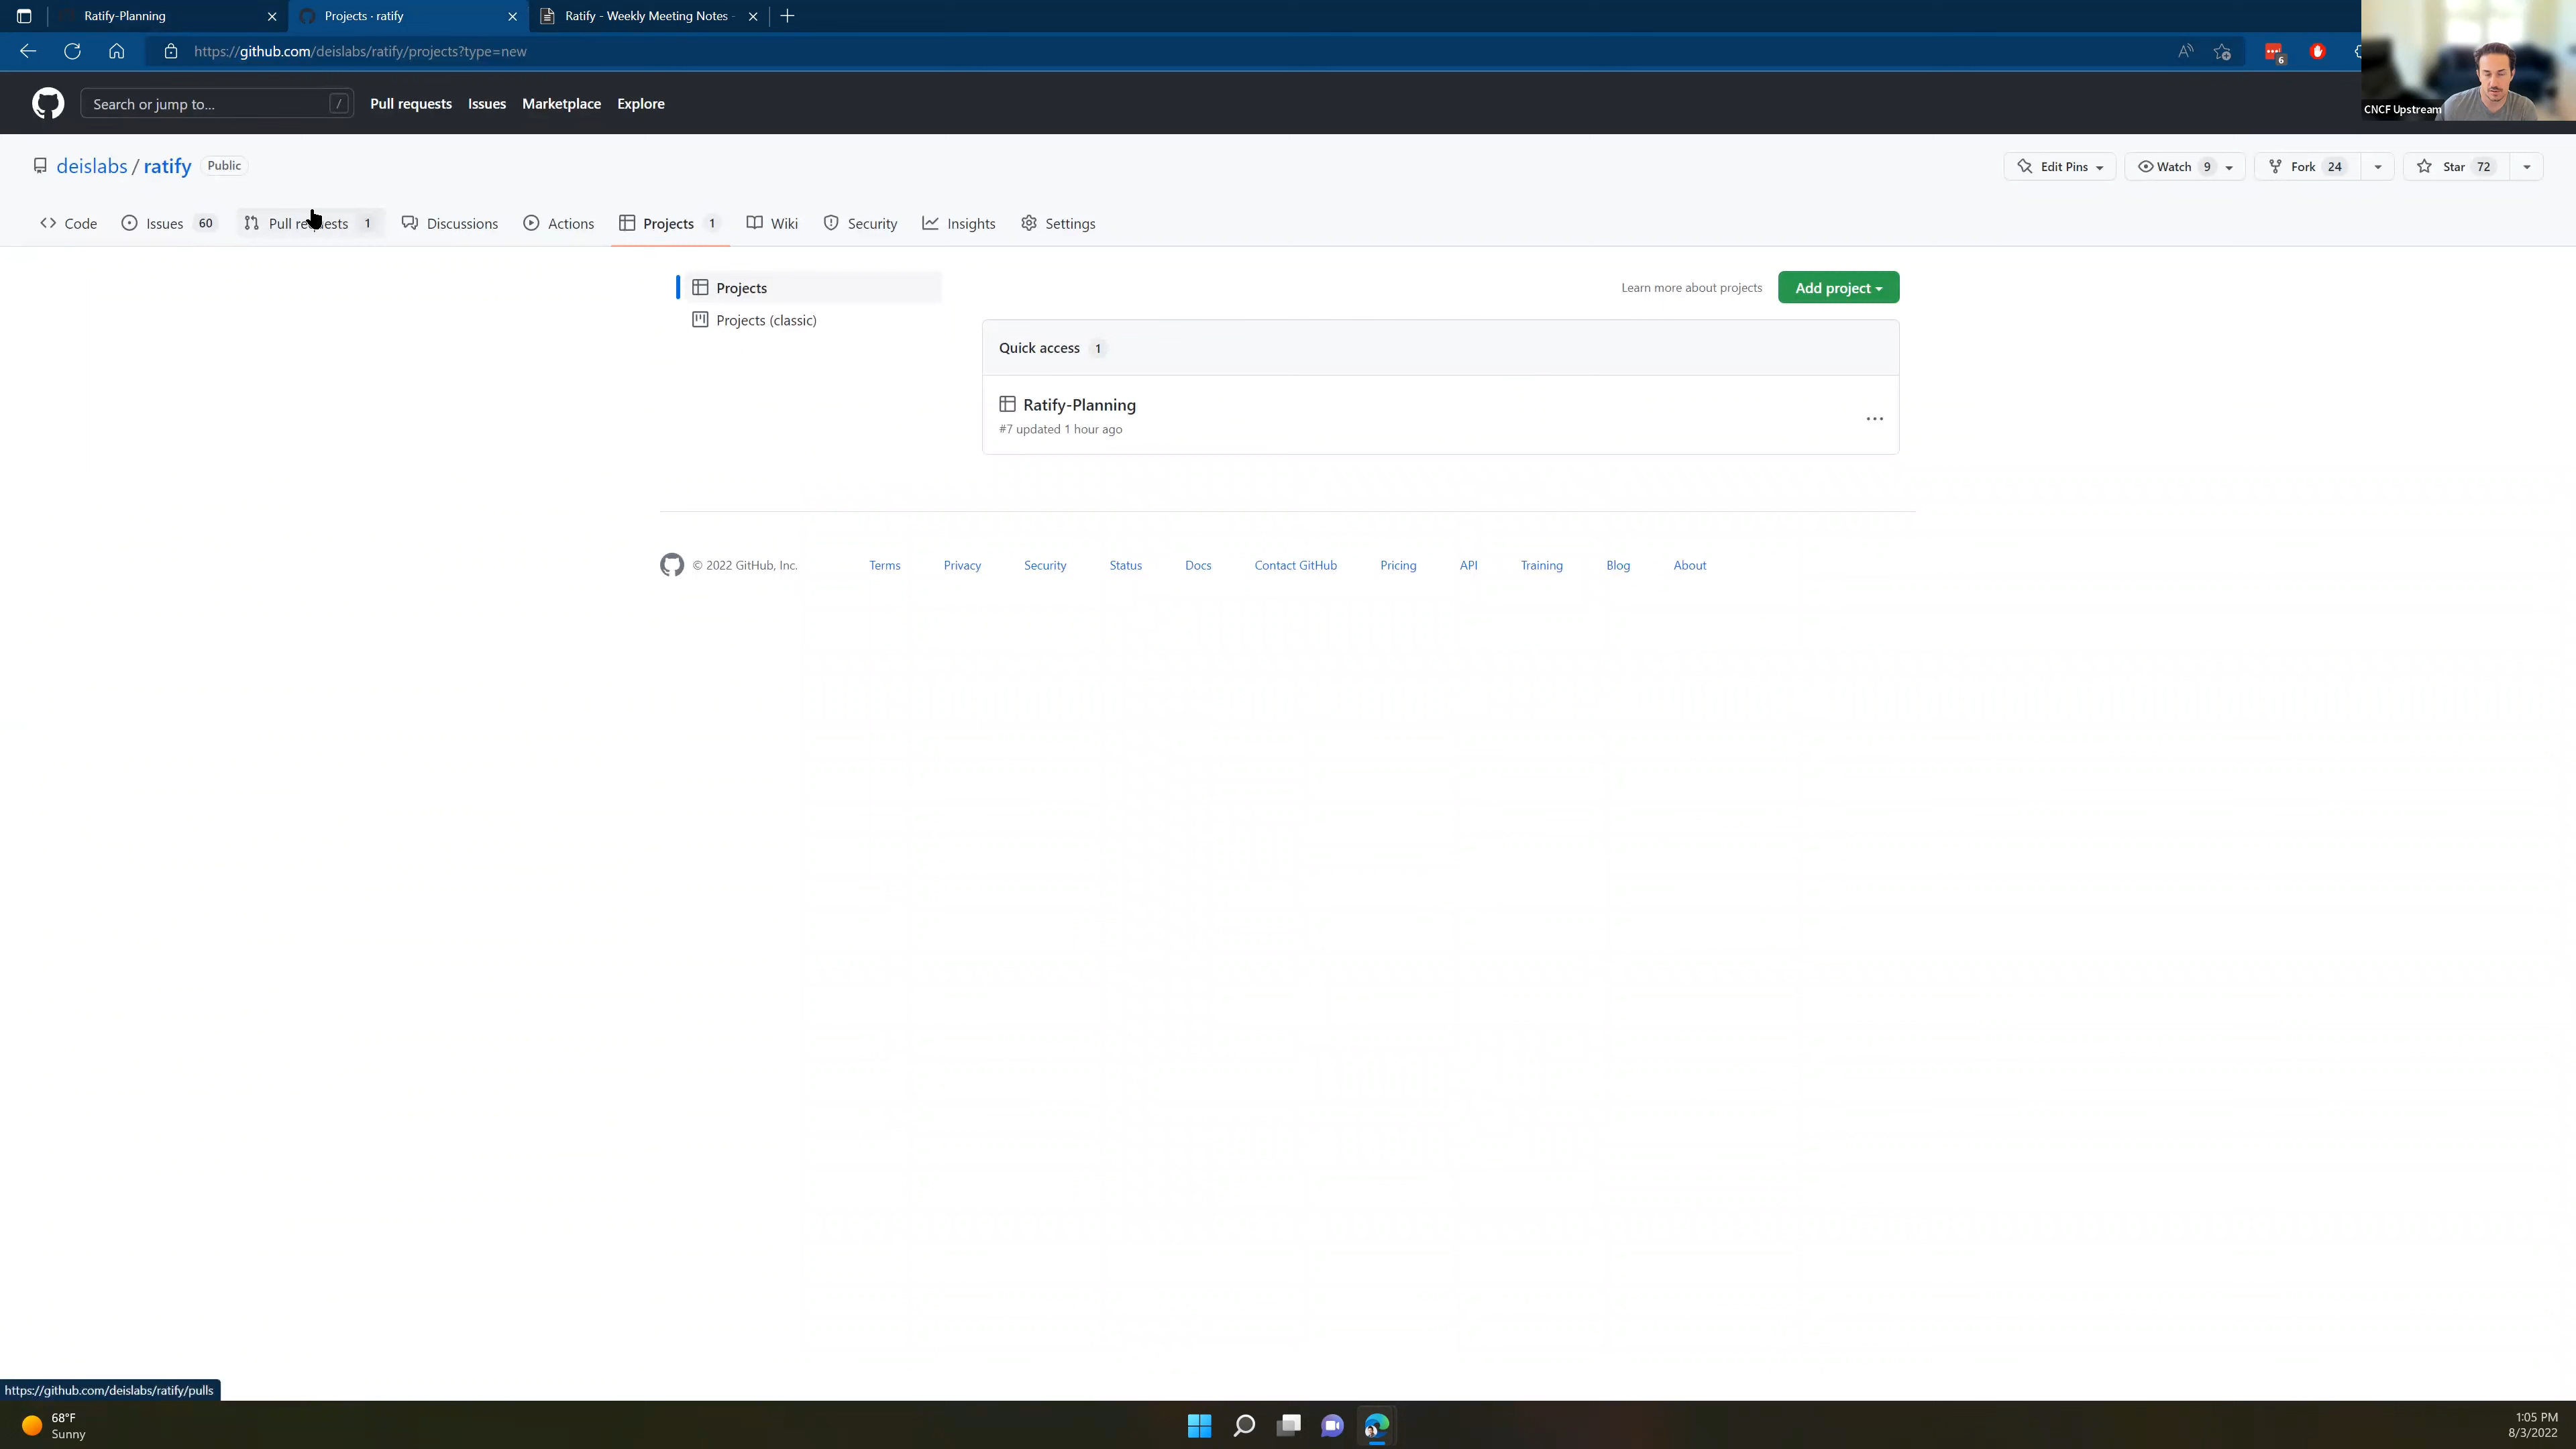 Ratify-Planning
Projects · ratify
Ratify - Weekly Meeting Notes -
https://github.com/deislabs/ratify/projects?type=new
6
CNCF Upstream
Search or jump to...
/
Pull requests
Issues
Marketplace
Explore
deislabs / ratify
Public
Edit Pins
Watch 9
Fork 24
Star 72
Code
Issues 60
Pull requests 1
Discussions
Actions
Projects 1
Wiki
Security
Insights
Settings
Projects
Projects (classic)
Learn more about projects
Add project
Quick access 1
Ratify-Planning
#7 updated 1 hour ago
© 2022 GitHub, Inc.
Terms
Privacy
Security
Status
Docs
Contact GitHub
Pricing
API
Training
Blog
About
https://github.com/deislabs/ratify/pulls
68°F
Sunny
1:05 PM
8/3/2022